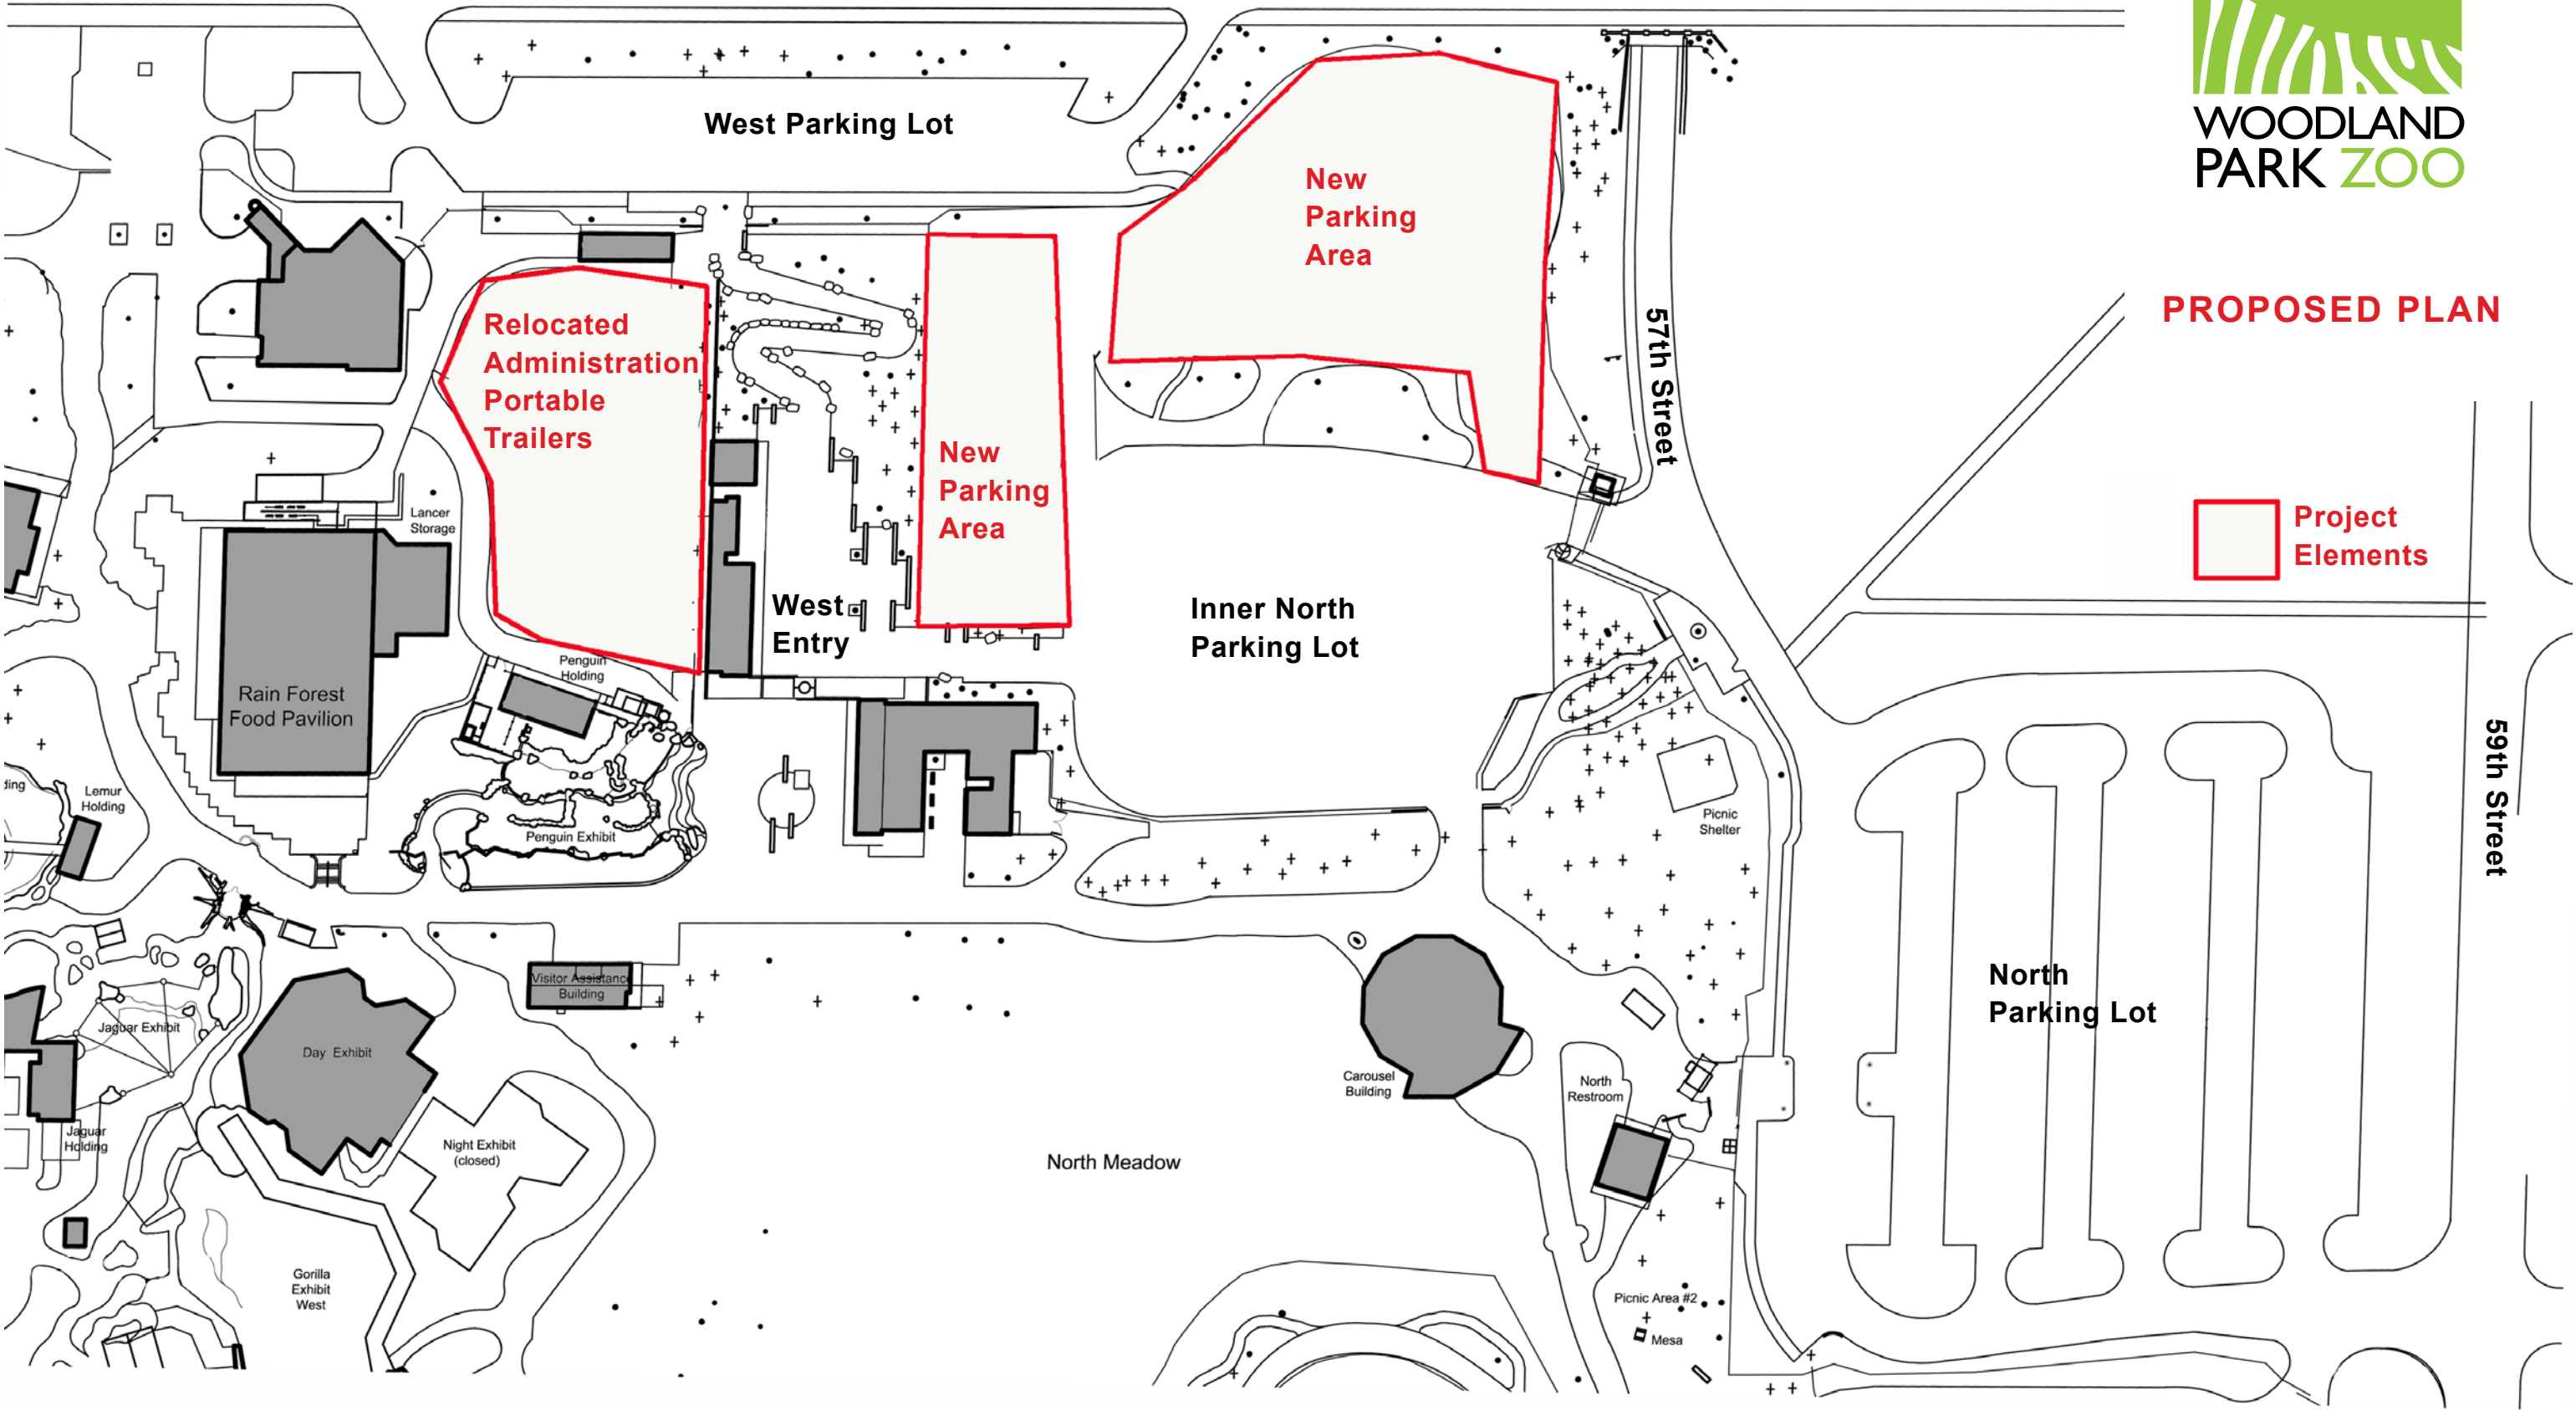 WOODLAND
PARK ZOO
PROPOSED PLAN
Project
Elements
West Parking Lot
New
Parking
Area
57th Street
Relocated
Administration
Portable
Trailers
New
Parking
Area
Lancer
Storage
West
Entry
Inner North
Parking Lot
Penguin
Holding
Rain Forest
Food Pavilion
59th Street
ding
Lemur
Holding
Penguin Exhibit
Picnic
Shelter
Visitor Assistance
Building
North
Parking Lot
Jaguar Exhibit
Day Exhibit
Carousel
Building
North
Restroom
Jaguar
Holding
Night Exhibit
(closed)
North Meadow
Gorilla
Exhibit
West
Picnic Area #2
Mesa